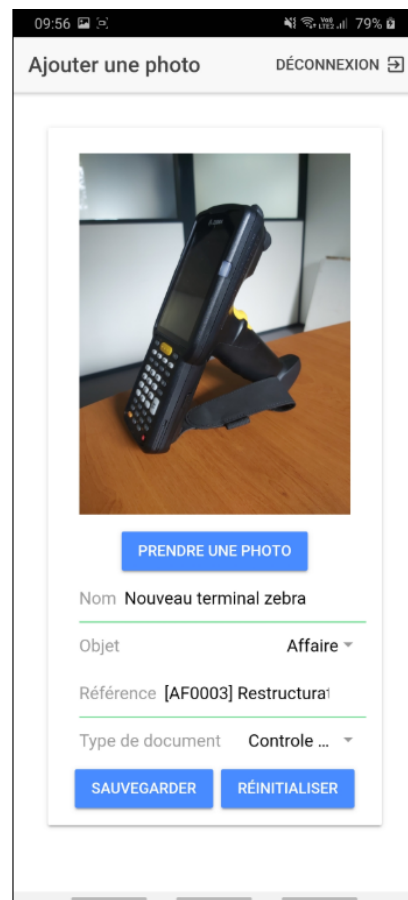 09:56 79%
Ajouter une photo DÉCONNEXION
PRENDRE UNE PHOTO
Nom Nouveau terminal zebra
Objet Affaire
Référence [AF0003] Restructurat
Type de document Controle ...
SAUVEGARDER RÉINITIALISER